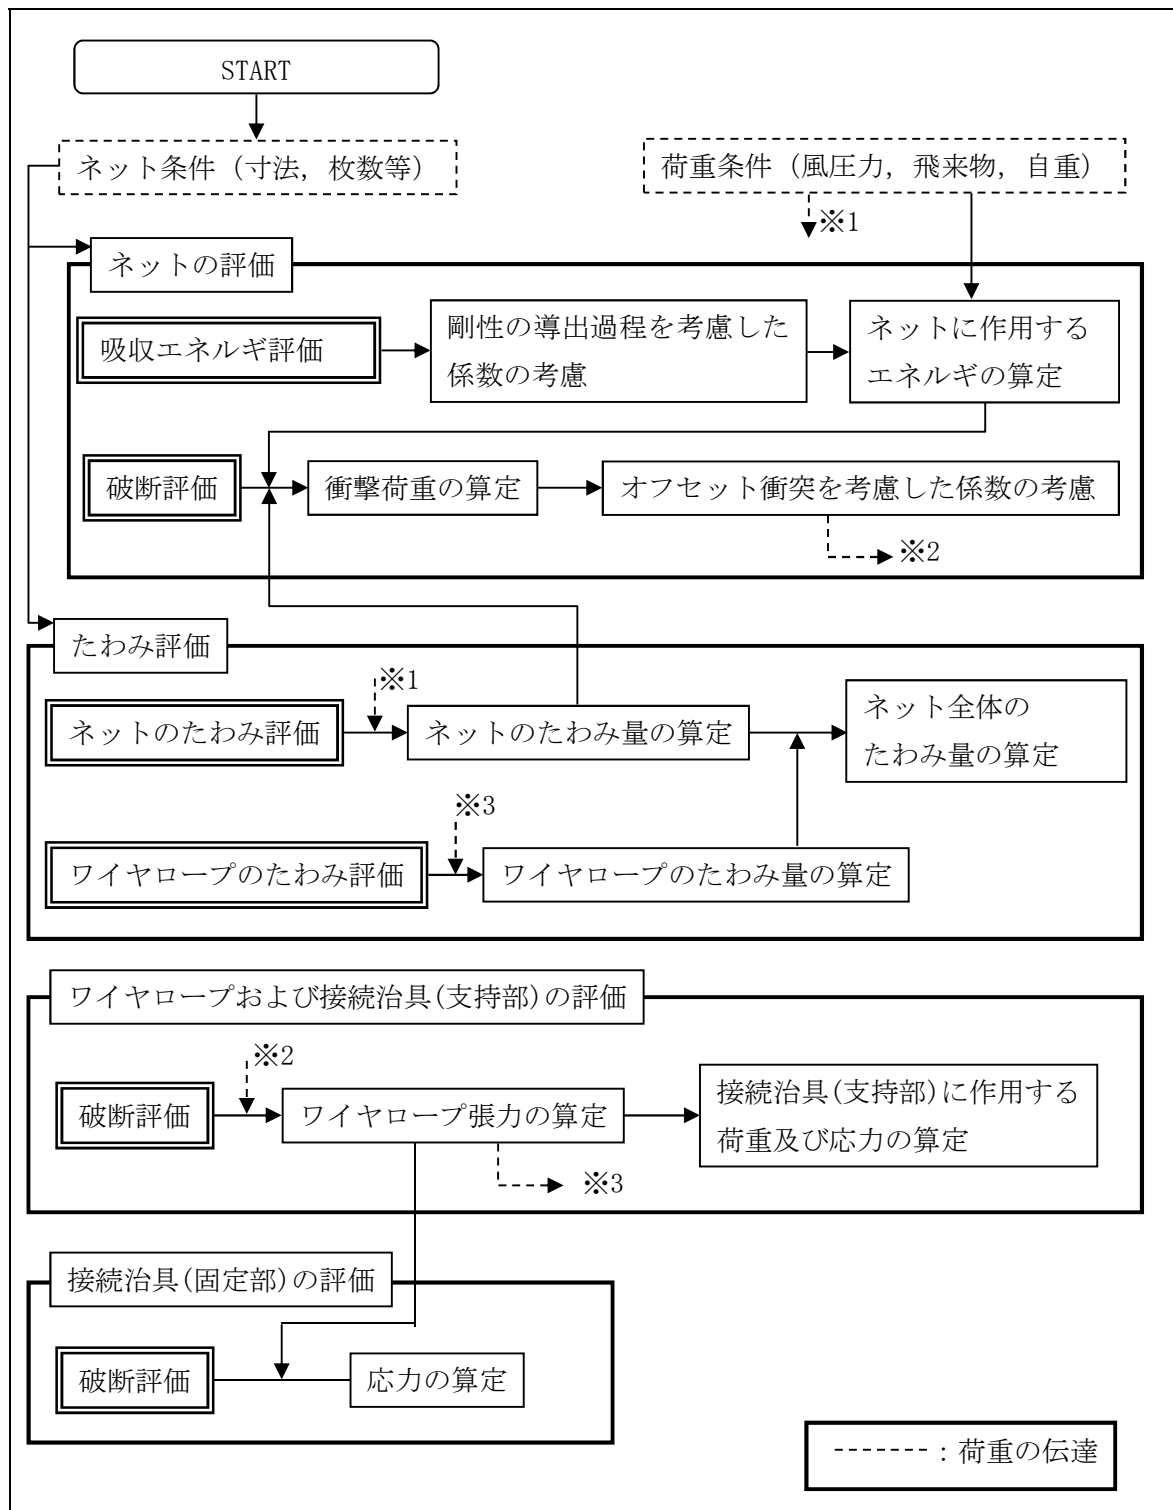 START
ネット条件（寸法，枚数等）
荷重条件（風圧力，飛来物，自重）
※1
ネットの評価
吸収エネルギ評価
剛性の導出過程を考慮した
係数の考慮
ネットに作用する
エネルギの算定
破断評価
衝撃荷重の算定
オフセット衝突を考慮した係数の考慮
※2
たわみ評価
※1
ネットのたわみ評価
ネットのたわみ量の算定
ネット全体の
たわみ量の算定
※3
ワイヤロープのたわみ評価
ワイヤロープのたわみ量の算定
ワイヤロープおよび接続治具(支持部)の評価
※2
破断評価
ワイヤロープ張力の算定
接続治具(支持部)に作用する
荷重及び応力の算定
※3
接続治具(固定部)の評価
破断評価
応力の算定
：荷重の伝達